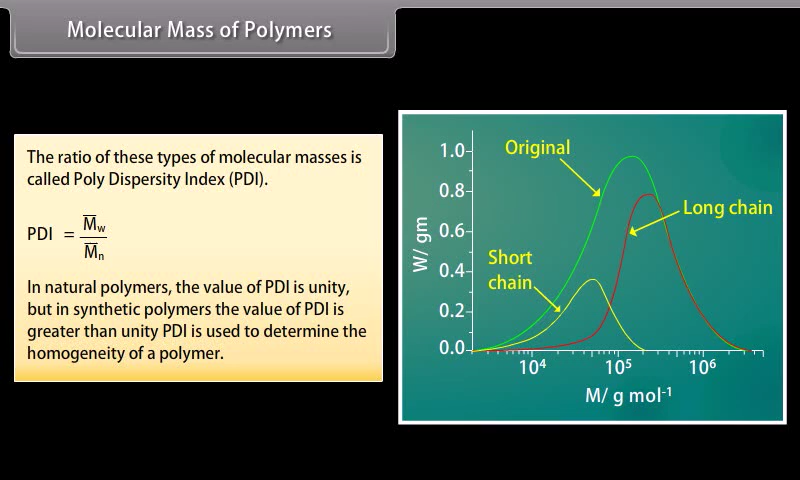 Molecular Mass of Polymers
The ratio of these types of molecular masses is
called Poly Dispersity Index (PDI).
PDI = M̅w / M̅n
In natural polymers, the value of PDI is unity,
but in synthetic polymers the value of PDI is
greater than unity PDI is used to determine the
homogeneity of a polymer.
W/ gm
1.0
0.8
0.6
0.4
0.2
0.0
Original
Long chain
Short
chain
10⁴ 10⁵ 10⁶
M/ g mol⁻¹